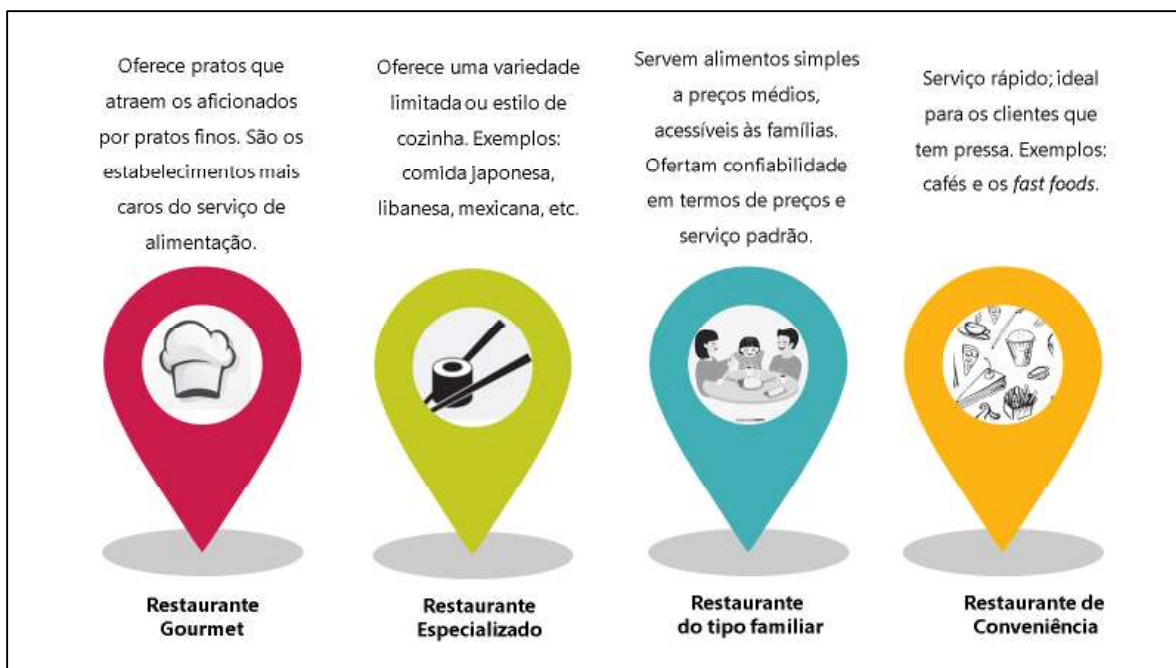 Oferece pratos que
atraem os aficionados
por pratos finos. São os
estabelecimentos mais
caros do serviço de
alimentação.
Oferece uma variedade
limitada ou estilo de
cozinha. Exemplos:
comida japonesa,
libanesa, mexicana, etc.
Servem alimentos simples
a preços médios,
acessíveis às famílias.
Ofertam confiabilidade
em termos de preços e
serviço padrão.
Serviço rápido; ideal
para os clientes que
tem pressa. Exemplos:
cafés e os fast foods.
Restaurante
Gourmet
Restaurante
Especializado
Restaurante
do tipo familiar
Restaurante de
Conveniência